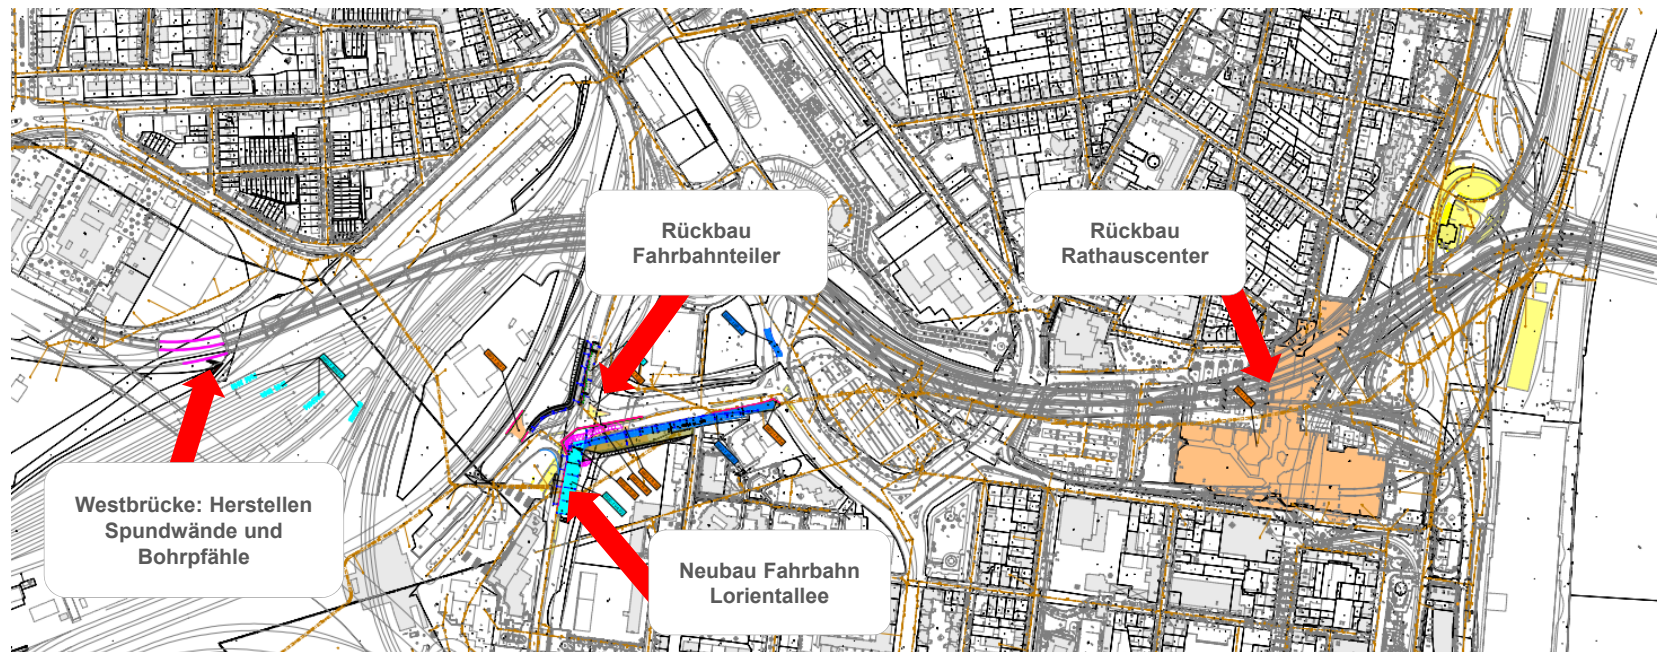 Rückbau
Fahrbahnteiler
Rückbau
Rathauscenter
Westbrücke: Herstellen
Spundwände und
Bohrpfähle
Neubau Fahrbahn
Lorientallee